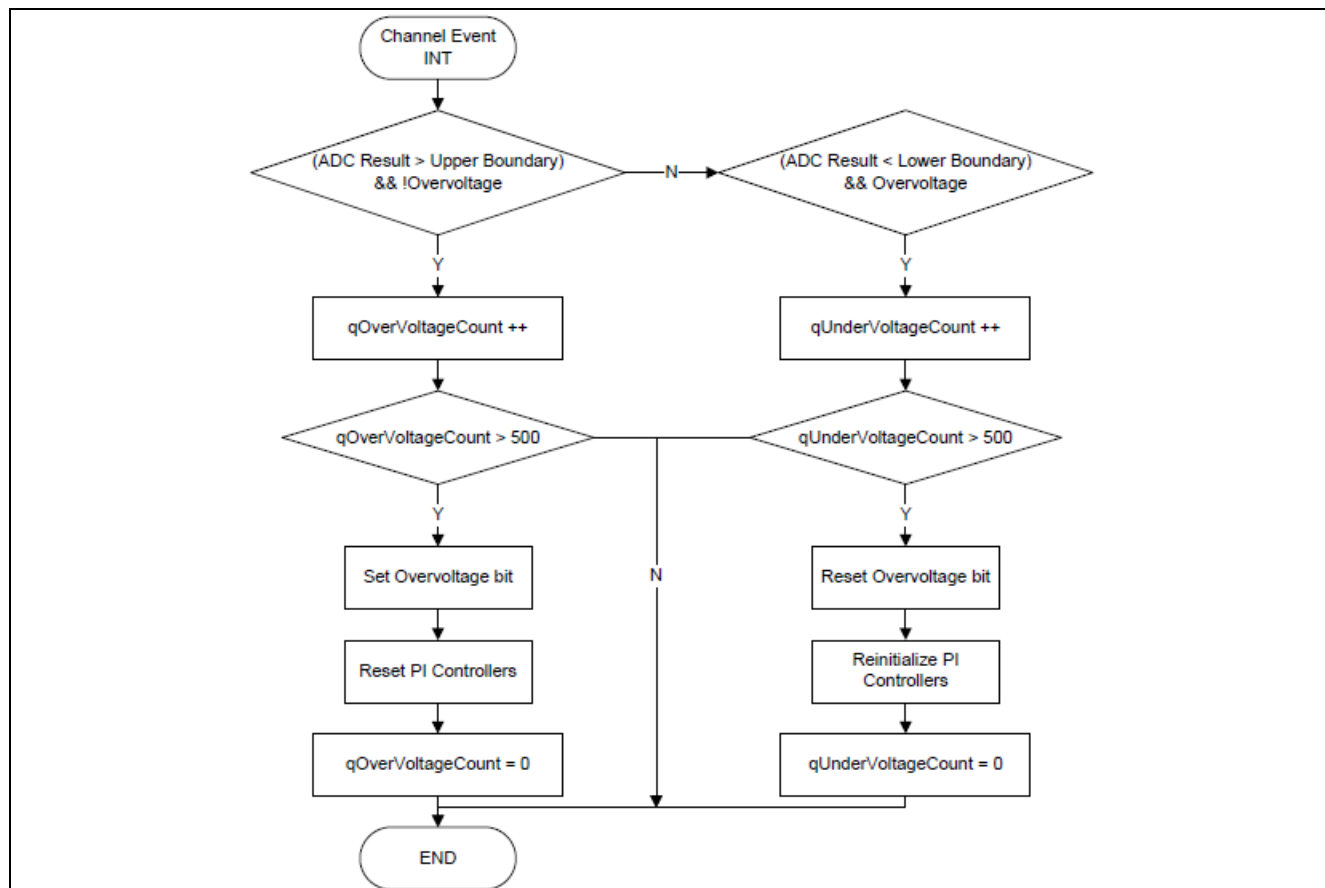 Channel Event
INT
(ADC Result > Upper Boundary)
&& !Overvoltage
N
(ADC Result < Lower Boundary)
&& Overvoltage
Y
Y
qOverVoltageCount ++
qUnderVoltageCount ++
qOverVoltageCount > 500
qUnderVoltageCount > 500
Y
Y
Set Overvoltage bit
N
Reset Overvoltage bit
Reset PI Controllers
Reinitialize PI
Controllers
qOverVoltageCount = 0
qUnderVoltageCount = 0
END